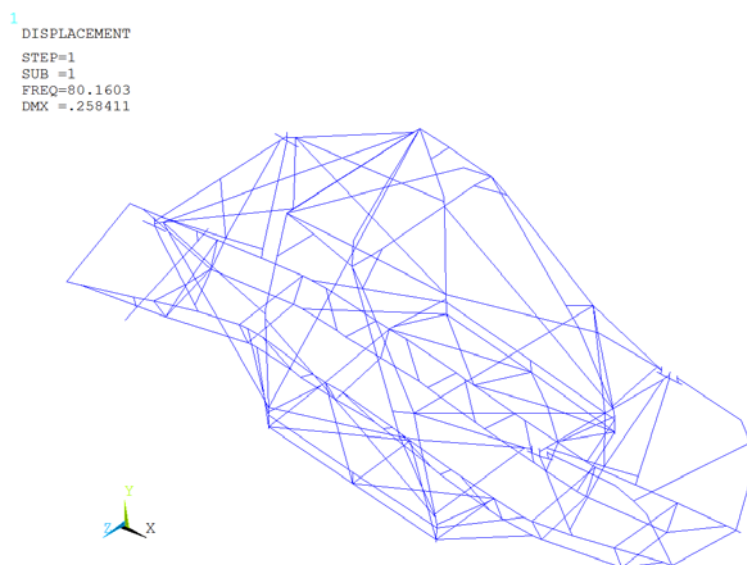 1
DISPLACEMENT
STEP=1
SUB =1
FREQ=80.1603
DMX =.258411
Y
Z
X